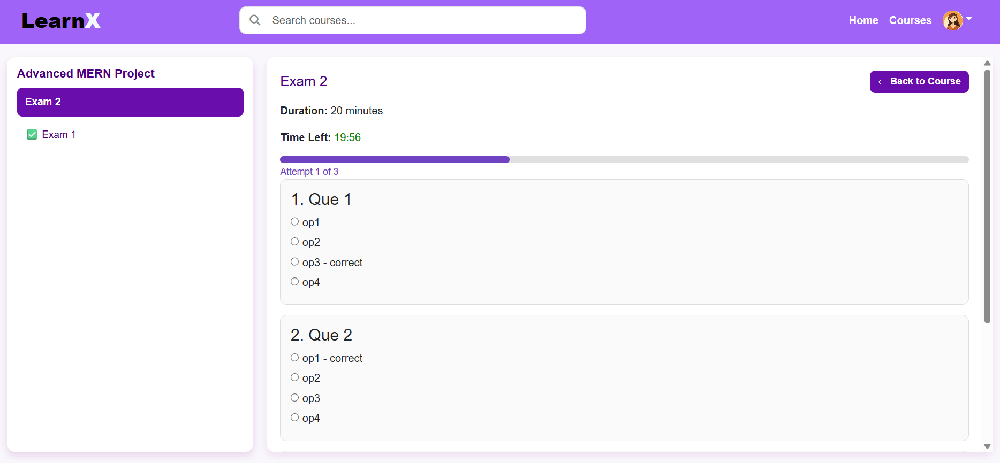 LearnX
Search courses...
Home
Courses
Advanced MERN Project
Exam 2
✅ Exam 1
Exam 2
← Back to Course
Duration: 20 minutes
Time Left: 19:56
Attempt 1 of 3
1. Que 1
op1
op2
op3 - correct
op4
2. Que 2
op1 - correct
op2
op3
op4